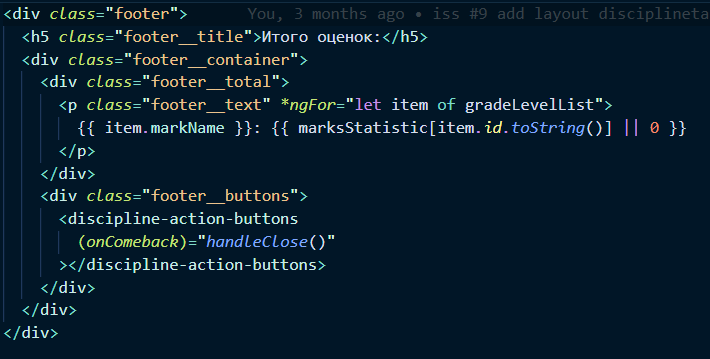 <div class="footer"> You, 3 months ago • iss #9 add layout disciplineta
<h5 class="footer__title">Итого оценок:</h5>
<div class="footer__container">
<div class="footer__total">
<p class="footer__text" *ngFor="let item of gradeLevelList">
{{ item.markName }}: {{ marksStatistic[item.id.toString()] || 0 }}
</p>
</div>
<div class="footer__buttons">
<discipline-action-buttons
(onComeback)="handleClose()"
></discipline-action-buttons>
</div>
</div>
</div>